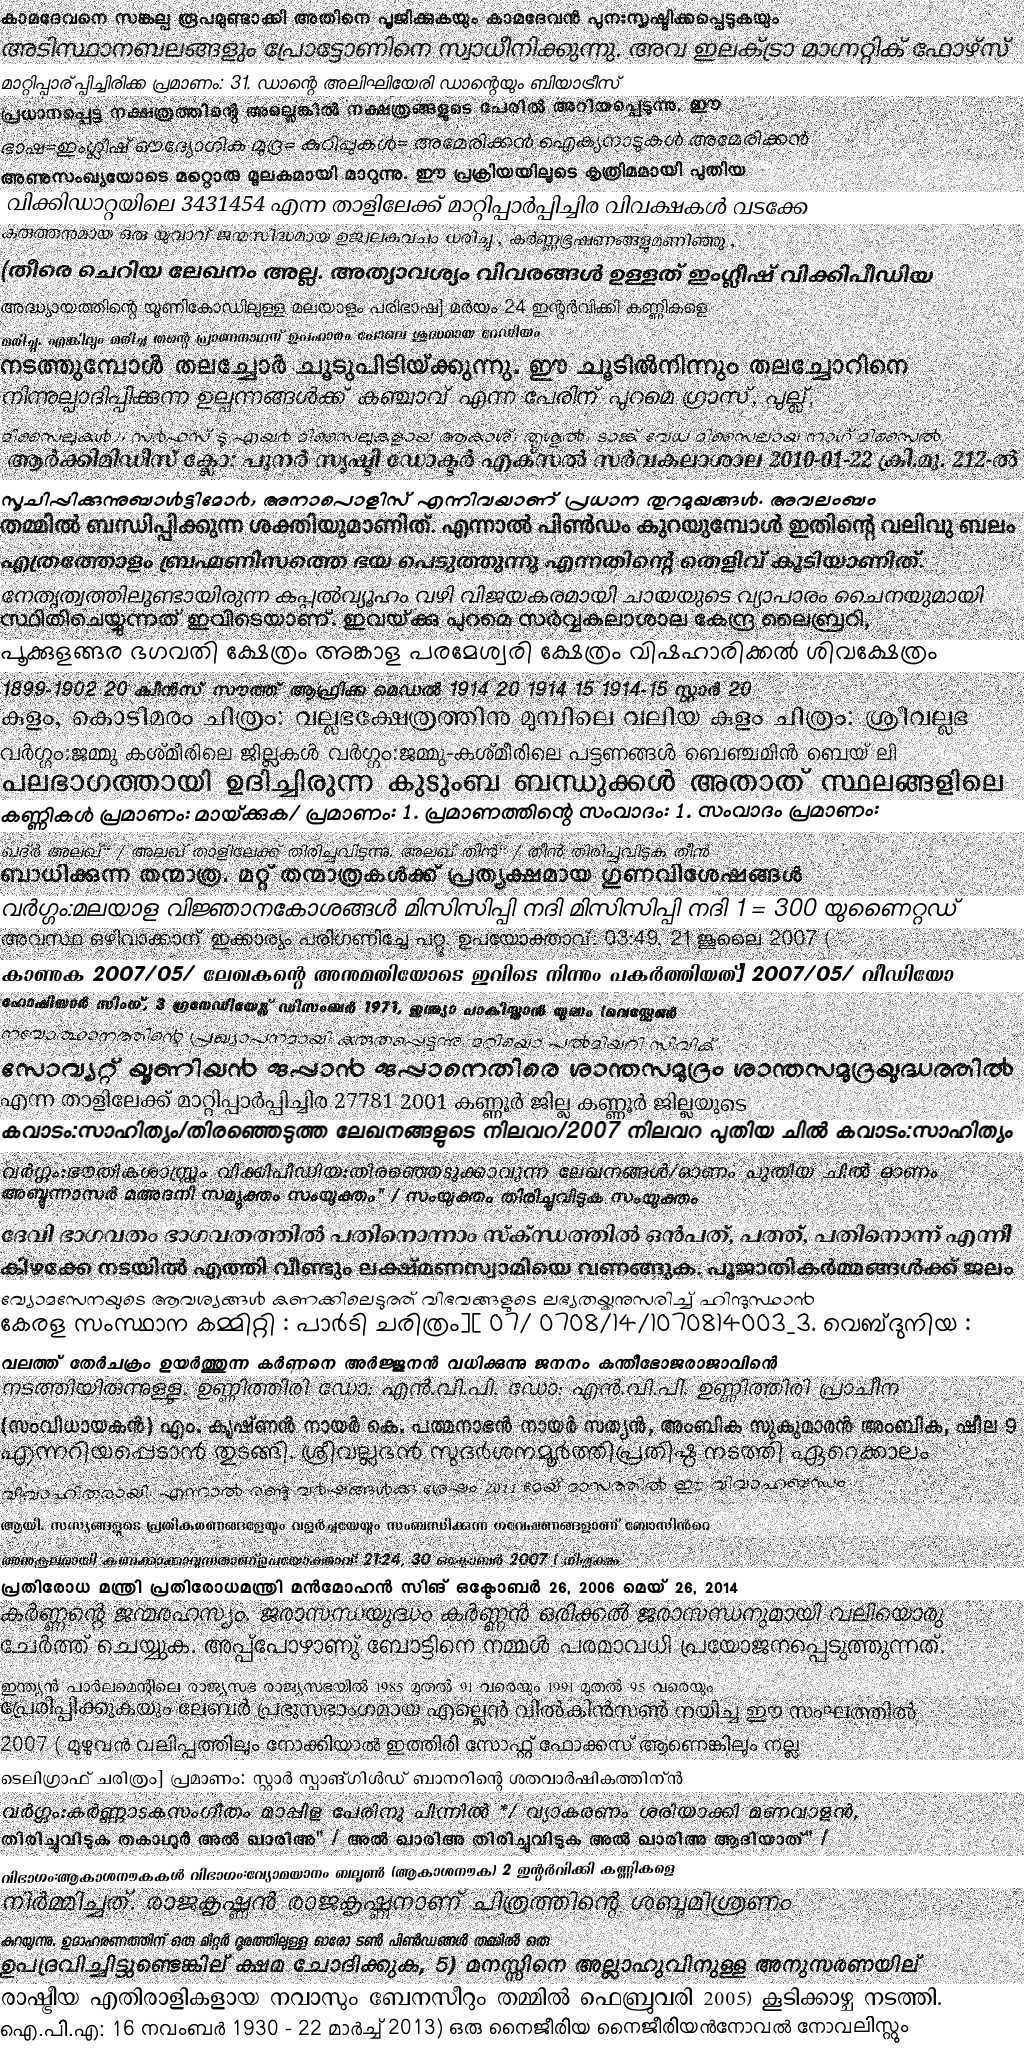 കാമദേവനെ സങ്കല്പ രൂപമുണ്ടാക്കി അതിനെ പൂജിക്കുകയും കാമദേവൻ പുനഃസൃഷ്ടിക്കപ്പെടുകയും
അടിസ്ഥാനബലങ്ങളും പ്രോട്ടോണിനെ സ്വാധീനിക്കുന്നു. അവ ഇലക്ട്രാ മാഗ്നറ്റിക് ഫോഴ്സ്
മാറ്റിപ്പാര്പ്പിച്ചിരിക്ക പ്രമാണം: 31. ഡാന്റെ അലിഘിയേരി ഡാന്റെയും ബിയാട്രീസ്
പ്രധാനപ്പെട്ട നക്ഷത്രത്തിന്റെ അല്ലെങ്കിൽ നക്ഷത്രങ്ങളുടെ പേരിൽ അറിയപ്പെടുന്നു. ഈ
ഭാഷ=ഇംഗ്ലീഷ് ഔദ്യോഗിക മുദ്ര= കുറിപ്പുകൾ= അമേരിക്കൻ ഐക്യനാടുകൾ അമേരിക്കൻ
അണുസംഖ്യയോടെ മറ്റൊരു മൂലകമായി മാറുന്നു. ഈ പ്രക്രിയയിലൂടെ കൃത്രിമമായി പുതിയ
വിക്കിഡാറ്റയിലെ 3431454 എന്ന താളിലേക്ക് മാറ്റിപ്പാർപ്പിച്ചിര വിവക്ഷകൾ വടക്കേ
കരുത്തനുമായ ഒരു യുവാവ് ജന്മസിദ്ധമായ ഉജ്വലകവചം ധരിച്ചു , കർണ്ണഭൂഷണങ്ങളുമണിഞ്ഞു ,
(തീരെ ചെറിയ ലേഖനം അല്ല. അത്യാവശ്യം വിവരങ്ങൾ ഉള്ളത് ഇംഗ്ലീഷ് വിക്കിപീഡിയ
അദ്ധ്യായത്തിന്റെ യൂണികോഡിലുള്ള മലയാളം പരിഭാഷ] മർയം 24 ഇന്റർവിക്കി കണ്ണികളെ
മരിച്ചു. എങ്കിലും മരിച്ച തന്റെ പ്രാണനാഥന് ഉപഹാരം പോലെ ശുദ്ധമായ റേഡിയം
നടത്തുമ്പോൾ തലച്ചോർ ചൂടുപിടിയ്ക്കുന്നു. ഈ ചൂടിൽനിന്നും തലച്ചോറിനെ
നിന്നുല്പാദിപ്പിക്കുന്ന ഉല്പന്നങ്ങൾക്ക് കഞ്ചാവ് എന്ന പേരിന് പുറമെ ഗ്രാസ്, പുല്ല്,
മിസൈലുകൾ,, സർഫസ് ടു എയർ മിസൈലുകളായ ആകാശ്, തൃശൂൽ, ടാങ്ക് വേധ മിസൈലായ നാഗ് മിസൈൽ,
ആർക്കിമിഡീസ് ക്ലോ: പുനർ സൃഷ്ടി ഡോക്ടർ എക്സൽ സർവകലാശാല 2010-01-22 ക്രി.മു. 212-ൽ
സൂചിപ്പിക്കുന്നുബാൾട്ടിമോർ, അനാപൊളിസ് എന്നിവയാണ് പ്രധാന തുറമുഖങ്ങൾ. അവലംബം
തമ്മിൽ ബന്ധിപ്പിക്കുന്ന ശക്തിയുമാണിത്. എന്നാൽ പിൺഡം കുറയുമ്പോൾ ഇതിന്റെ വലിവു ബലം
എത്രത്തോളം ബ്രഹ്മണിസത്തെ ഭയ പെടുത്തുന്നു എന്നതിന്റെ തെളിവ് കൂടിയാണിത്.
നേതൃത്വത്തിലുണ്ടായിരുന്ന കപ്പൽവ്യൂഹം വഴി വിജയകരമായി ചായയുടെ വ്യാപാരം ചൈനയുമായി
സ്ഥിതിചെയ്യുന്നത് ഇവിടെയാണ്. ഇവയ്ക്കു പുറമെ സർവ്വകലാശാല കേന്ദ്ര ലൈബ്രറി,
പൂക്കുളങ്ങര ഭഗവതി ക്ഷേത്രം അങ്കാള പരമേശ്വരി ക്ഷേത്രം വിഷഹാരിക്കൽ ശിവക്ഷേത്രം
1899-1902 20 ക്വീൻസ് സൗത്ത് ആഫ്രിക്ക മെഡൽ 1914 20 1914 15 1914-15 സ്റ്റാർ 20
കുളം, കൊടിമരം ചിത്രം: വല്ലഭക്ഷേത്രത്തിനു മുമ്പിലെ വലിയ കുളം ചിത്രം: ശ്രീവല്ലഭ
വർഗ്ഗം:ജമ്മു കശ്മീരിലെ ജില്ലകൾ വർഗ്ഗം:ജമ്മു-കശ്മീരിലെ പട്ടണങ്ങൾ ബെഞ്ചമിൻ ബെയ് ലി
പലഭാഗത്തായി ഉദിച്ചിരുന്ന കുടുംബ ബന്ധുക്കൾ അതാത് സ്ഥലങ്ങളിലെ
കണ്ണികൾ പ്രമാണം: മായ്ക്കുക/ പ്രമാണം: 1. പ്രമാണത്തിന്റെ സംവാദം: 1. സംവാദം പ്രമാണം:
ഖദ്ർ അലഖ്" / അലഖ് താളിലേക്ക് തിരിച്ചുവിടുന്നു. അലഖ് തിന്" / തീൻ തിരിച്ചുവിടുക തീൻ
ബാധിക്കുന്ന തന്മാത്ര. മറ്റ് തന്മാത്രകൾക്ക് പ്രത്യക്ഷമായ ഗുണവിശേഷങ്ങൾ
വർഗ്ഗം:മലയാള വിജ്ഞാനകോശങ്ങൾ മിസിസിപ്പി നദി മിസിസിപ്പി നദി 1= 300 യുണൈറ്റഡ്
അവസ്ഥ ഒഴിവാക്കാന് ഇക്കാര്യം പരിഗണിച്ചേ പറ്റൂ. ഉപയോക്താവ്: 03:49, 21 ജൂലൈ 2007 (
കാണുക 2007/05/ ലേഖകന്റെ അനുമതിയോടെ ഇവിടെ നിന്നും പകർത്തിയത്] 2007/05/ വീഡിയോ
ഹോഷിയാർ സിംഗ്, 3 ഗ്രനേഡിയേഴ്സ് ഡിസംബർ 1971, ഇന്ത്യാ പാകിസ്താൻ യുദ്ധം (വെസ്റ്റേൺ
നവോത്ഥാനത്തിന്റെ പ്രഖ്യാപനമായി കരുതപ്പെടുന്നു. മറിയൊ പൽമിയറി സിവിക്
സോവ്യറ്റ് യൂണിയൻ ജപ്പാൻ ജപ്പാനെതിരെ ശാന്തസമുദ്രം ശാന്തസമുദ്രയുദ്ധത്തിൽ
എന്ന താളിലേക്ക് മാറ്റിപ്പാർപ്പിച്ചിര 27781 2001 കണ്ണൂർ ജില്ല കണ്ണൂർ ജില്ലയുടെ
കവാടം:സാഹിത്യം/തിരഞ്ഞെടുത്ത ലേഖനങ്ങളുടെ നിലവറ/2007 നിലവറ പുതിയ ചിൽ കവാടം:സാഹിത്യം
വർഗ്ഗം:ഭൗതികശാസ്ത്രം വിക്കിപീഡിയ:തിരഞ്ഞെടുക്കാവുന്ന ലേഖനങ്ങൾ/ഓണം പുതിയ ചിൽ ഓണം
അബ്ദുന്നാസർ മഅദനി സമ്യുക്തം സംയൂക്തം" / സംയുക്തം തിരിച്ചുവിടുക സംയുക്തം
ദേവി ഭാഗവതം ഭാഗവതത്തിൽ പതിനൊന്നാം സ്ക്ന്ധത്തിൽ ഒൻപത്, പത്ത്, പതിനൊന്ന് എന്നീ
കിഴക്കേ നടയിൽ എത്തി വീണ്ടും ലക്ഷ്മണസ്വാമിയെ വണങ്ങുക. പൂജാതികർമ്മങ്ങൾക്ക് ജലം
വ്യോമസേനയുടെ ആവശ്യങ്ങൾ കണക്കിലെടുത്ത് വിഭവങ്ങളുടെ ലഭ്യതയ്ക്കനുസരിച്ച് ഹിന്ദുസ്ഥാൻ
കേരള സംസ്ഥാന കമ്മിറ്റി : പാർടി ചരിത്രം][ 07/ 0708/14/1070814003_3. വെബ്ദുനിയ :
വലത്ത് തേർചക്രം ഉയർത്തുന്ന കർണനെ അർജ്ജുനൻ വധിക്കുന്നു ജനനം കുന്തീഭോജരാജാവിന്റെ
നടത്തിയിരുന്നുള്ളൂ. ഉണ്ണിത്തിരി ഡോ: എൻ.വി.പി. ഡോ: എൻ.വി.പി. ഉണ്ണിത്തിരി പ്രാചീന
(സംവിധായകൻ) എം. കൃഷ്ണൻ നായർ കെ. പത്മനാഭൻ നായർ സത്യൻ, അംബിക സുകുമാരൻ അംബിക, ഷീല 9
എന്നറിയപ്പെടാൻ തുടങ്ങി. ശ്രീവല്ലഭൻ സുദർശനമൂർത്തിപ്രതിഷ്ഠ നടത്തി ഏറെക്കാലം
വിവാഹിതരായി. എന്നാൽ രണ്ടു വർഷങ്ങൾക്കു ശേഷം 2011 മേയ് മാസത്തിൽ ഈ വിവാഹബന്ധം
ആയി. സസ്യങ്ങളുടെ പ്രതികരണങ്ങളേയും വളർച്ചയേയും സംബന്ധിക്കുന്ന ഗവേഷണങ്ങളാണ് ബോസിൻറെ
അനുകൂലമായി കണക്കാക്കാവുന്നതാണ്ഉപയോക്താവ്: 21:24, 30 ഒക്ടോബർ 2007 (
പ്രതിരോധ മന്ത്രി പ്രതിരോധമന്ത്രി മൻമോഹൻ സിങ് ഒക്ടോബർ 26, 2006 മെയ് 26, 2014
കർണ്ണന്റെ ജന്മരഹസ്യം. ജരാസന്ധയുദ്ധം കർണ്ണൻ ഒരിക്കൽ ജരാസന്ധനുമായി വലിയൊരു
ചേർത്ത് ചെയ്യുക. അപ്പ്പോഴാണു് ബോട്ടിനെ നമ്മൾ പരമാവധി പ്രയോജനപ്പെടുത്തുന്നത്.
ഇന്ത്യൻ പാർലമെന്റിലെ രാജ്യസഭ രാജ്യസഭയിൽ 1985 മുതൽ 91 വരെയും 1991 മുതൽ 95 വരെയും
പ്രേരിപ്പിക്കുകയും ലേബർ പ്രഭുസഭാംഗമായ എല്ലെൻ വിൽകിൻസൺ നയിച്ച ഈ സംഘത്തിൽ
2007 ( മുഴുവൻ വലിപ്പത്തിലും നോക്കിയാൽ ഇത്തിരി സോഫ്റ്റ് ഫോക്കസ് ആണെങ്കിലും നല്ല
ടെലിഗ്രാഫ് ചരിത്രം] പ്രമാണം: സ്റ്റാർ സ്പാങ്ഗിൾഡ് ബാനറിന്റെ ശതവാർഷികത്തിന്ൻ
വർഗ്ഗം:കർണ്ണാടകസംഗീതം മാപ്പിള പേരിനു പിന്നിൽ */ വ്യാകരണം ശരിയാക്കി മണവാളൻ,
തിരിച്ചുവിടുക തകാഥുർ അൽ ഖാരിഅ" / അൽ ഖാരിഅ തിരിച്ചുവിടുക അൽ ഖാരിഅ ആദിയാത്" /
വിഭാഗം:ആകാശനൗകകൾ വിഭാഗം:വ്യോമയാനം ബലൂൺ (ആകാശനൗക) 2 ഇന്റർവിക്കി കണ്ണികളെ
നിർമ്മിച്ചത്. രാജകൃഷ്ണൻ രാജകൃഷ്ണനാണ് ചിത്രത്തിന്റെ ശബ്ദമിശ്രണം
കുറയുന്നു. ഉദാഹരണത്തിന് ഒരു മിറ്റർ ദൂരത്തിലുള്ള ഓരോ ടൺ പിൺഡങ്ങൾ തമ്മിൽ ഒരു
ഉപദ്രവിച്ചിട്ടുണ്ടെങ്കില് ക്ഷമ ചോദിക്കുക, 5) മനസ്സിനെ അല്ലാഹുവിനുള്ള അനുസരണയില്
രാഷ്ട്രീയ എതിരാളികളായ നവാസും ബേനസീറും തമ്മിൽ ഫെബ്രുവരി 2005) കൂടിക്കാഴ്ച നടത്തി.
ഐ.പി.എ: 16 നവംബർ 1930 - 22 മാർച്ച് 2013) ഒരു നൈജീരിയ നൈജീരിയൻനോവൽ നോവലിസ്റ്റും